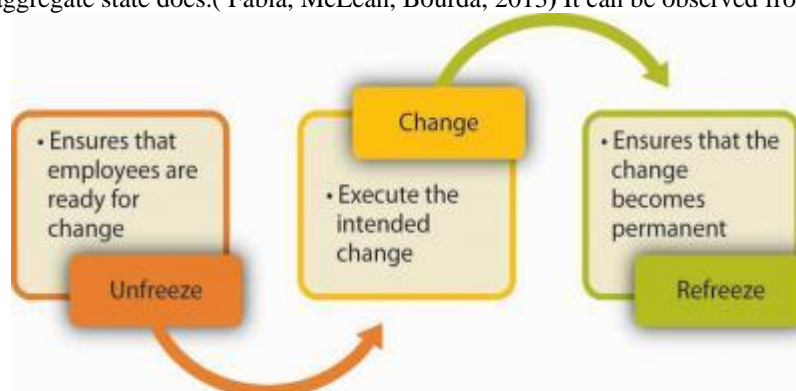 aggregate state does.( Fabia, McLean, Bourda, 2013) It can be observed fro
• Ensures that
employees are
ready for
change
Unfreeze
Change
• Execute the
intended
change
• Ensures that the
change
becomes
permanent
Refreeze